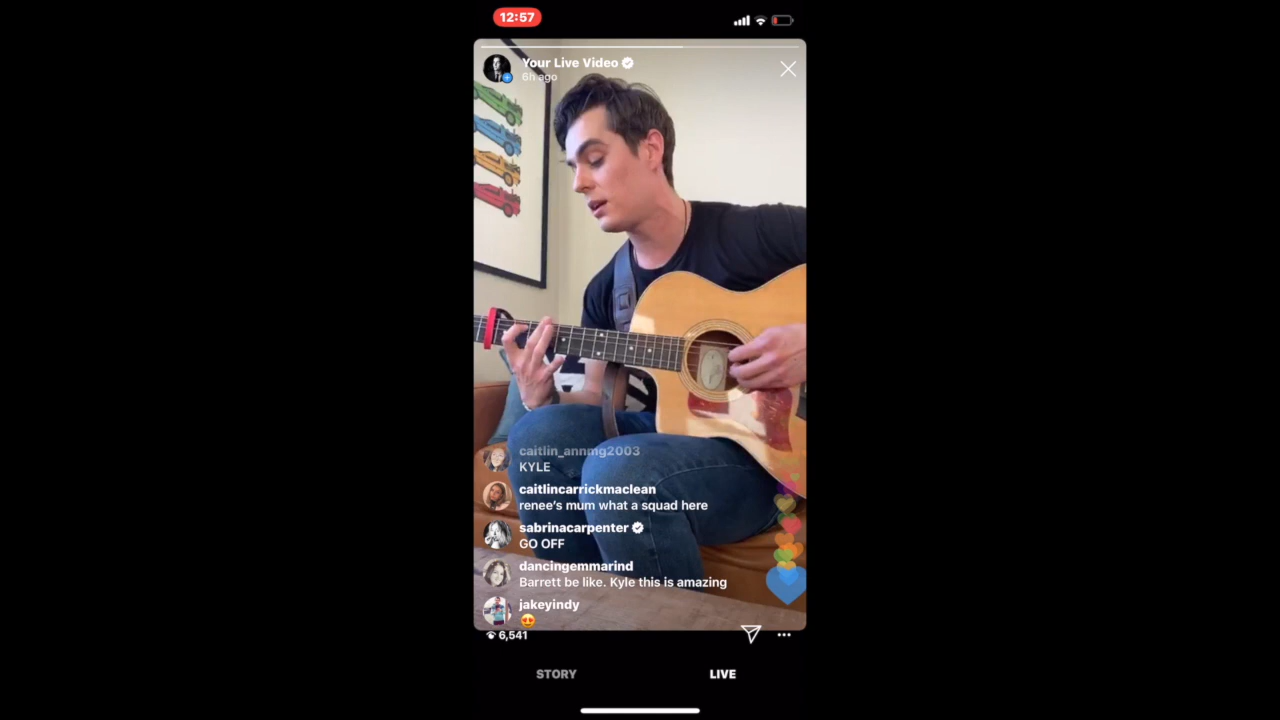 12:57
Your Live Video
6h ago
caitlin_annmg2003
KYLE
caitlincarrickmaclean
renee's mum what a squad here
sabrinacarpenter
GO OFF
dancingemmarind
Barrett be like. Kyle this is amazing
jakeyindy
😍
6,541
STORY
LIVE